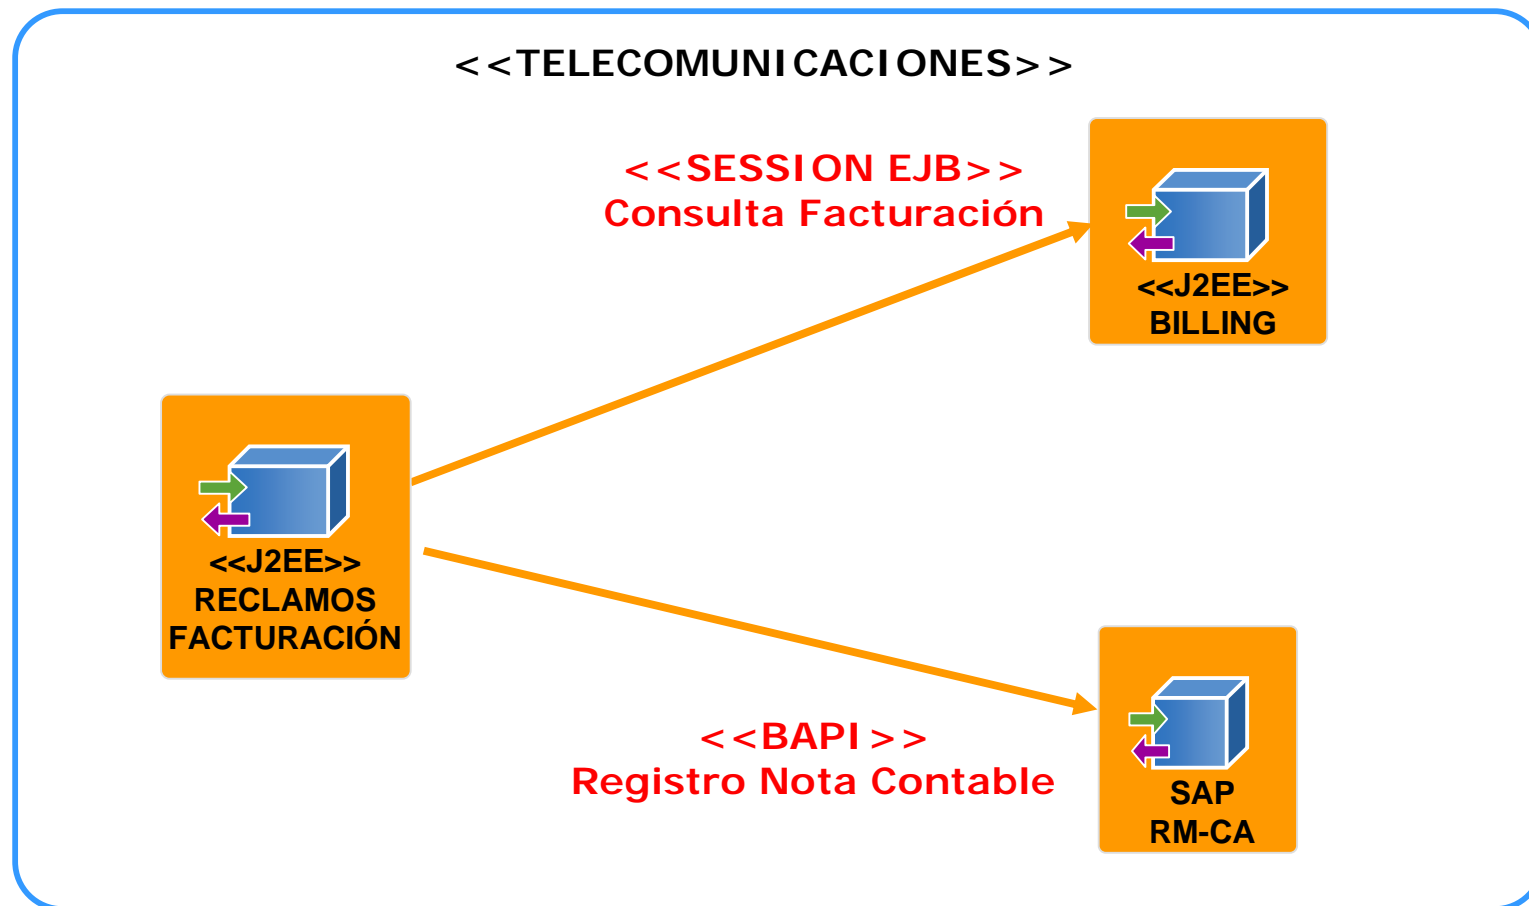 <<TELECOMUNICACIONES>>
<<SESSION EJB>>
Consulta Facturación
<<J2EE>>
BILLING
<<J2EE>>
RECLAMOS
FACTURACIÓN
<<BAPI>>
Registro Nota Contable
SAP
RM-CA